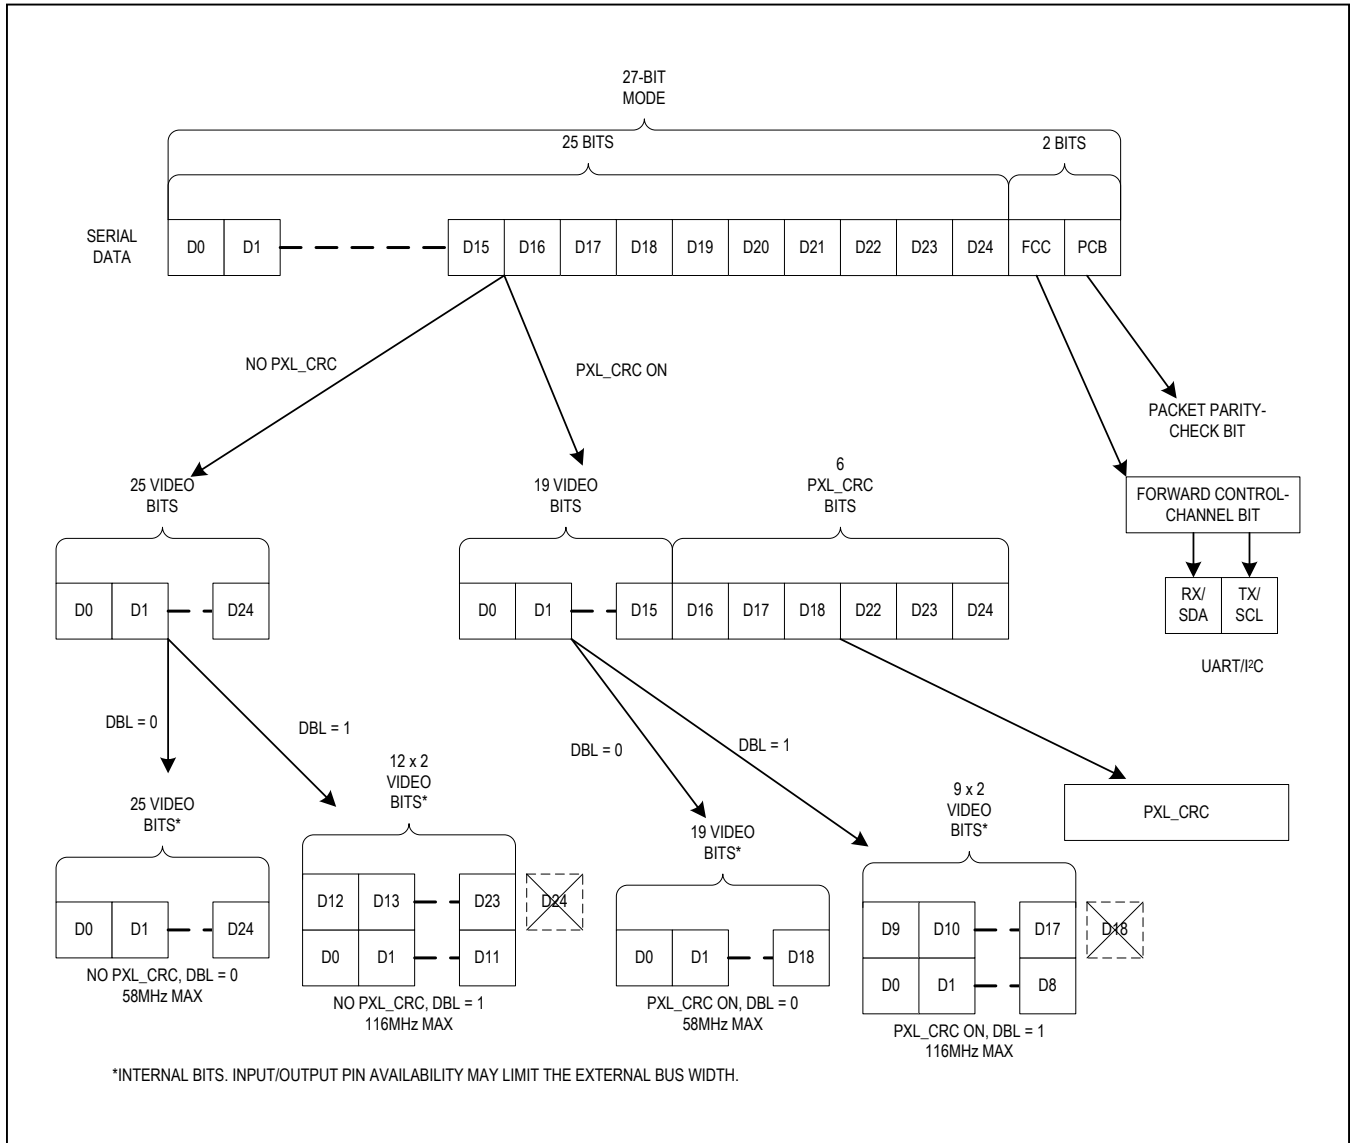 27-BIT
MODE
25 BITS
2 BITS
SERIAL
DATA
D0 D1 D15 D16 D17 D18 D19 D20 D21 D22 D23 D24 FCC PCB
NO PXL_CRC
PXL_CRC ON
PACKET PARITY-
CHECK BIT
25 VIDEO
BITS
19 VIDEO
BITS
6
PXL_CRC
BITS
FORWARD CONTROL-
CHANNEL BIT
D0 D1 D24
D0 D1 D15 D16 D17 D18 D22 D23 D24
RX/
SDA
TX/
SCL
UART/I²C
DBL = 0
DBL = 1
DBL = 0
DBL = 1
25 VIDEO
BITS*
12 x 2
VIDEO
BITS*
19 VIDEO
BITS*
9 x 2
VIDEO
BITS*
PXL_CRC
D0 D1 D24
NO PXL_CRC, DBL = 0
58MHz MAX
D12 D13 D23 D24
D0 D1 D11
NO PXL_CRC, DBL = 1
116MHz MAX
D0 D1 D18
PXL_CRC ON, DBL = 0
58MHz MAX
D9 D10 D17 D18
D0 D1 D8
PXL_CRC ON, DBL = 1
116MHz MAX
*INTERNAL BITS. INPUT/OUTPUT PIN AVAILABILITY MAY LIMIT THE EXTERNAL BUS WIDTH.